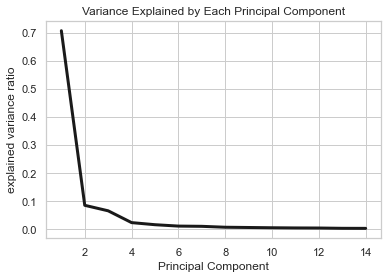 Variance Explained by Each Principal Component
explained variance ratio
0.7
0.6
0.5
0.4
0.3
0.2
0.1
0.0
2 4 6 8 10 12 14
Principal Component